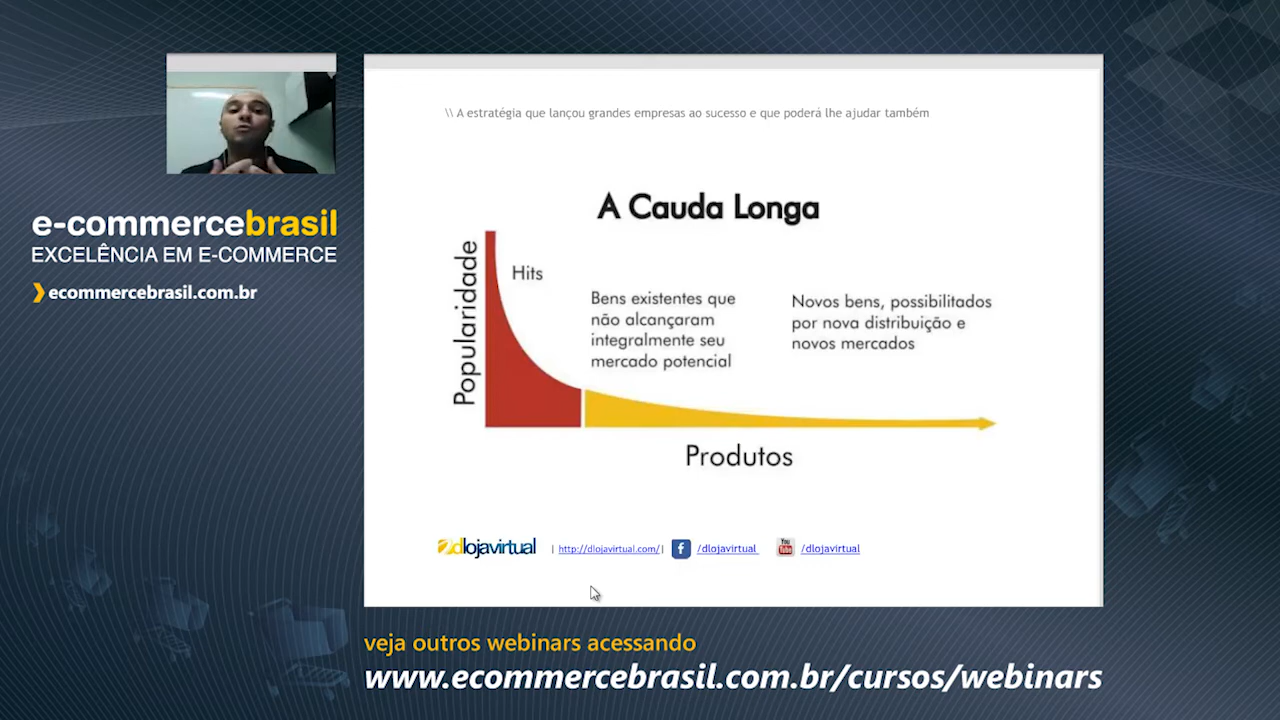 e-commercebrasil
EXCELÊNCIA EM E-COMMERCE
ecommercebrasil.com.br
\\ A estratégia que lançou grandes empresas ao sucesso e que poderá lhe ajudar também
A Cauda Longa
Popularidade
Hits
Bens existentes que
não alcançaram
integralmente seu
mercado potencial
Novos bens, possibilitados
por nova distribuição e
novos mercados
Produtos
dlojavirtual | http://dlojavirtual.com/ | f /dlojavirtual You Tube /dlojavirtual
veja outros webinars acessando
www.ecommercebrasil.com.br/cursos/webinars